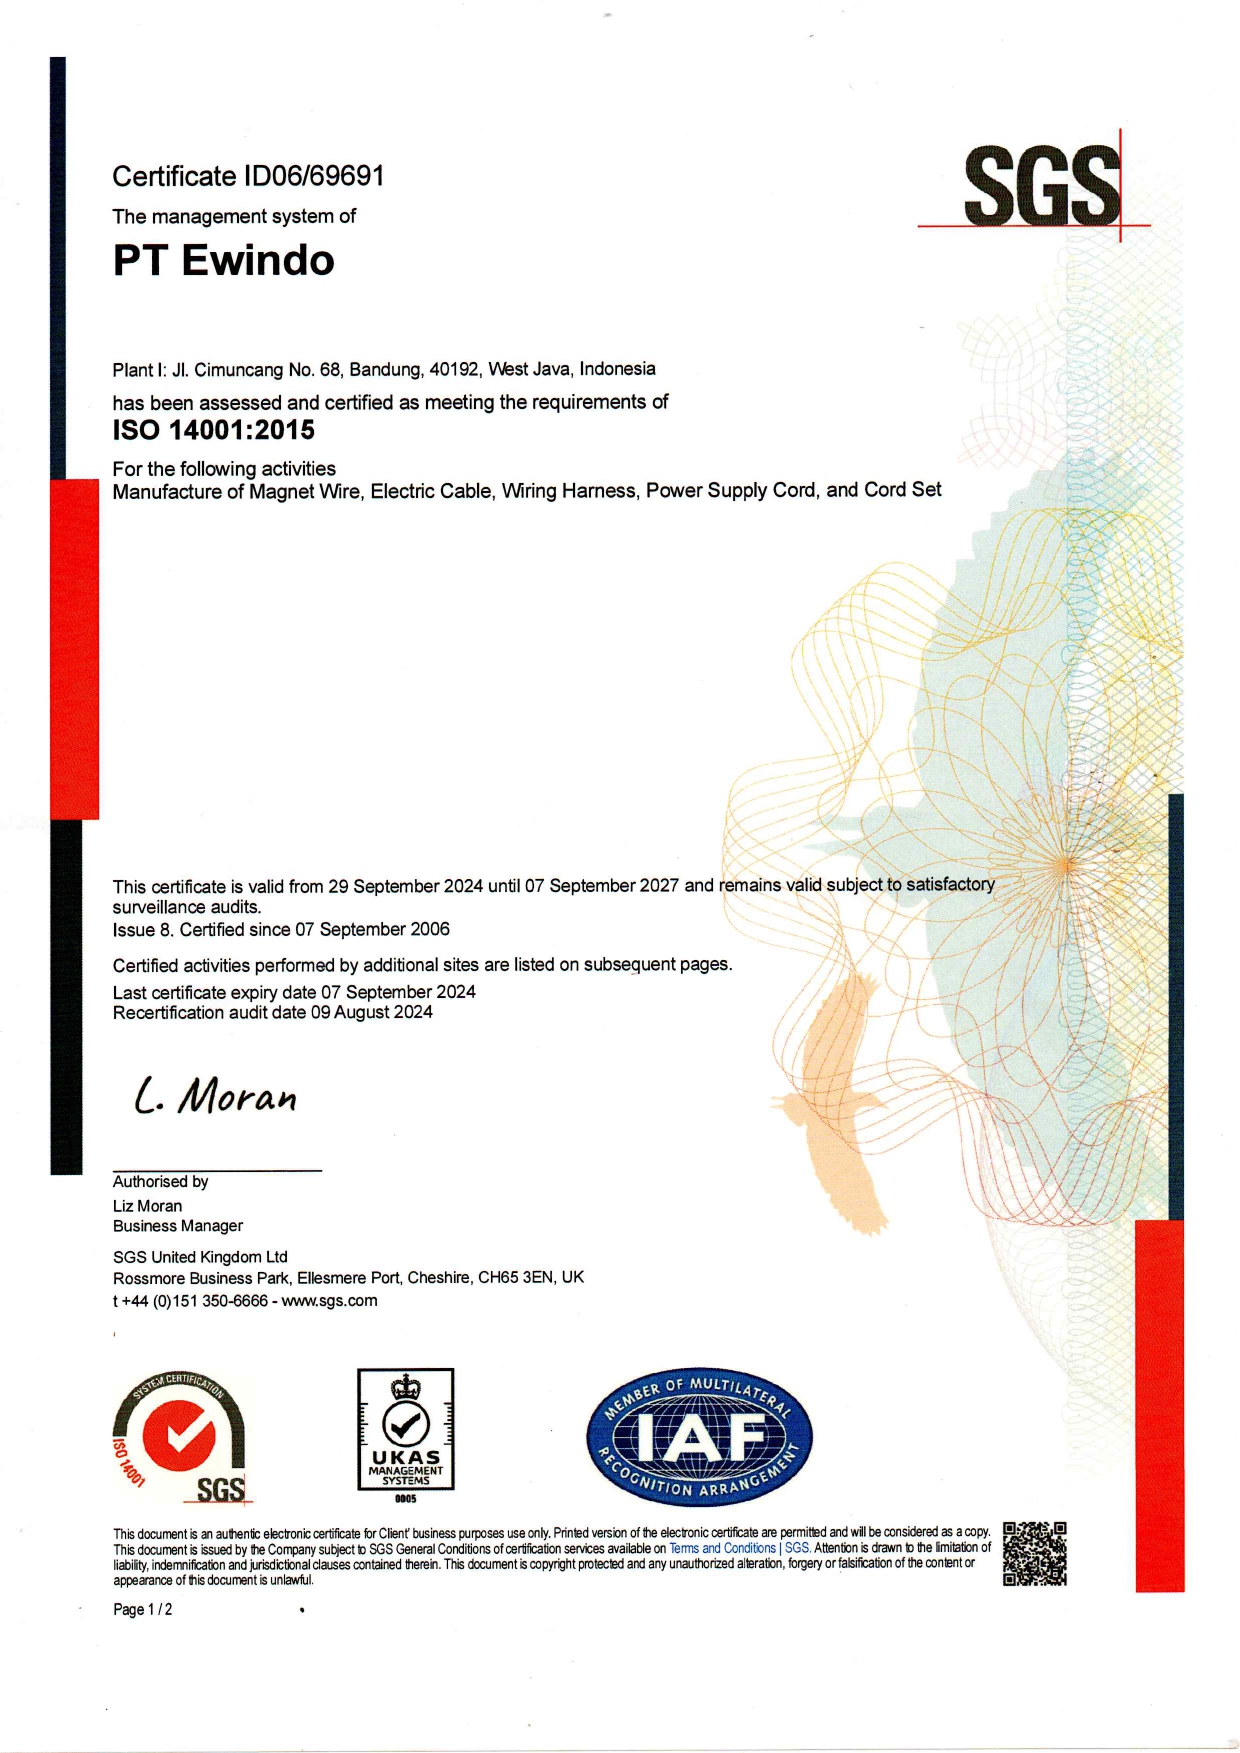 SGS
Certificate ID06/69691
The management system of
PT Ewindo
Plant I: Jl. Cimuncang No. 68, Bandung, 40192, West Java, Indonesia
has been assessed and certified as meeting the requirements of
ISO 14001:2015
For the following activities
Manufacture of Magnet Wire, Electric Cable, Wiring Harness, Power Supply Cord, and Cord Set
This certificate is valid from 29 September 2024 until 07 September 2027 and remains valid subject to satisfactory
surveillance audits.
Issue 8. Certified since 07 September 2006
Certified activities performed by additional sites are listed on subsequent pages.
Last certificate expiry date 07 September 2024
Recertification audit date 09 August 2024
L. Moran
Authorised by
Liz Moran
Business Manager
SGS United Kingdom Ltd
Rossmore Business Park, Ellesmere Port, Cheshire, CH65 3EN, UK
t +44 (0)151 350-6666 - www.sgs.com
SYSTEM CERTIFICATION
ISO 14001
SGS
UKAS
MANAGEMENT
SYSTEMS
0005
MEMBER OF MULTILATERAL
IAF
RECOGNITION ARRANGEMENT
This document is an authentic electronic certificate for Client' business purposes use only. Printed version of the electronic certificate are permitted and will be considered as a copy.
This document is issued by the Company subject to SGS General Conditions of certification services available on Terms and Conditions | SGS. Attention is drawn to the limitation of
liability, indemnification and jurisdictional clauses contained therein. This document is copyright protected and any unauthorized alteration, forgery or falsification of the content or
appearance of this document is unlawful.
Page 1 / 2